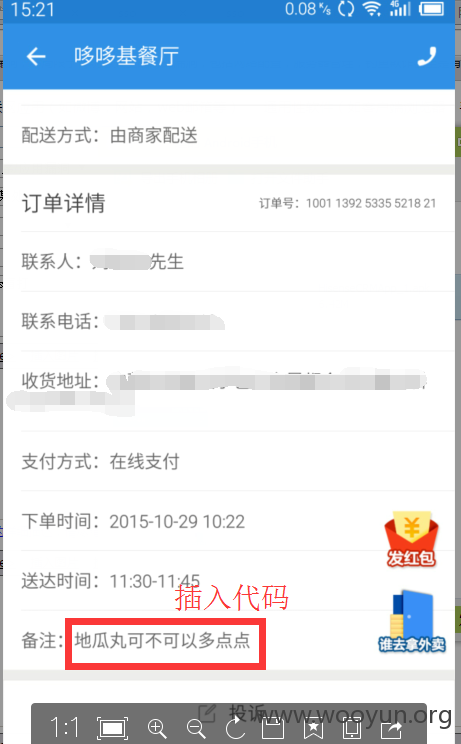 15:21 0.08 K/s 4G
哆哆基餐厅
配送方式：由商家配送
订单详情 订单号：1001 1392 5335 5218 21
联系人： 先生
联系电话：
收货地址：
支付方式：在线支付
下单时间：2015-10-29 10:22
发红包
送达时间：11:30-11:45
插入代码
谁去拿外卖
备注：地瓜丸可不可以多点点
投诉
www.wooyun.org
1:1